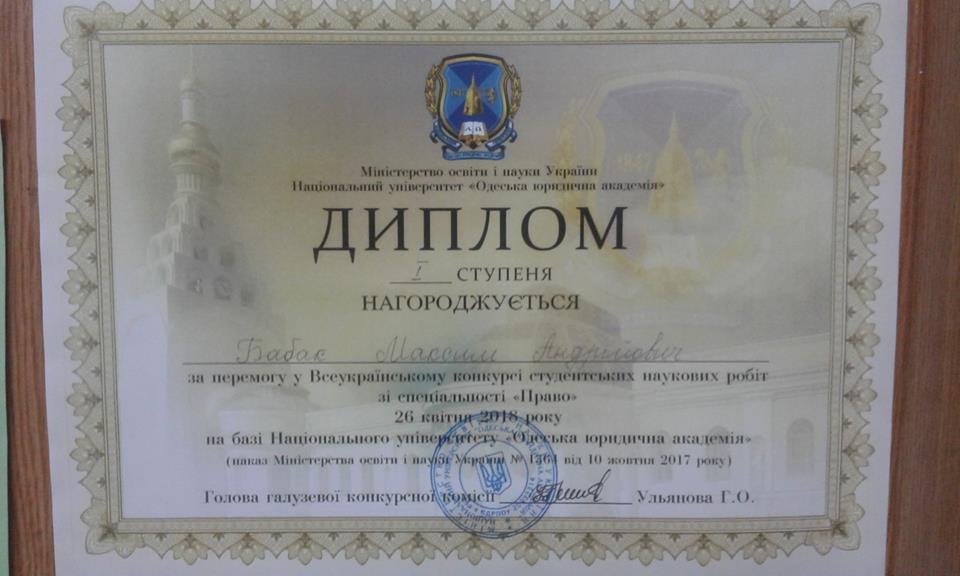 Міністерство освіти і науки України
Національний університет «Одеська юридична академія»
ДИПЛОМ
I СТУПЕНЯ
НАГОРОДЖУЄТЬСЯ
Бабак Максим Андрійович
за перемогу у Всеукраїнському конкурсі студентських наукових робіт
зі спеціальності «Право»
26 квітня 2018 року
на базі Національного університету «Одеська юридична академія»
(наказ Міністерства освіти і науки України № 1364 від 10 жовтня 2017 року)
Голова галузевої конкурсної комісії Ульянова Г.О.